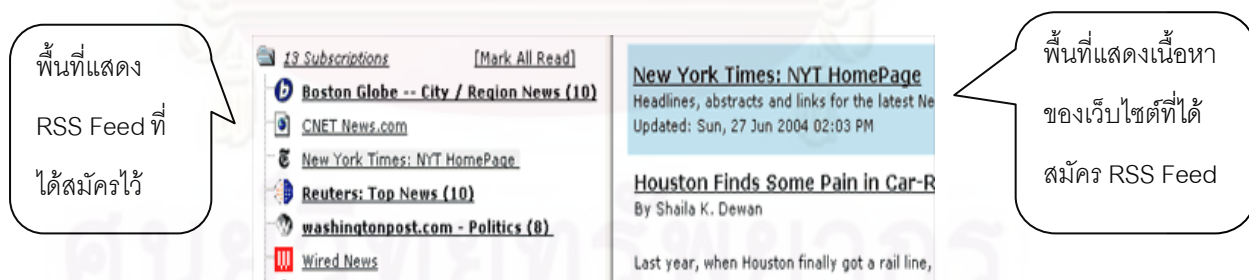 พื้นที่แสดง
RSS Feed ที่
ได้สมัครไว้
13 Subscriptions [Mark All Read]
Boston Globe -- City / Region News (10)
CNET News.com
New York Times: NYT HomePage
Reuters: Top News (10)
washingtonpost.com - Politics (8)
Wired News
New York Times: NYT HomePage
Headlines, abstracts and links for the latest Ne
Updated: Sun, 27 Jun 2004 02:03 PM
Houston Finds Some Pain in Car-R
By Shaila K. Dewan
Last year, when Houston finally got a rail line,
พื้นที่แสดงเนื้อหา
ของเว็บไซต์ที่ได้
สมัคร RSS Feed